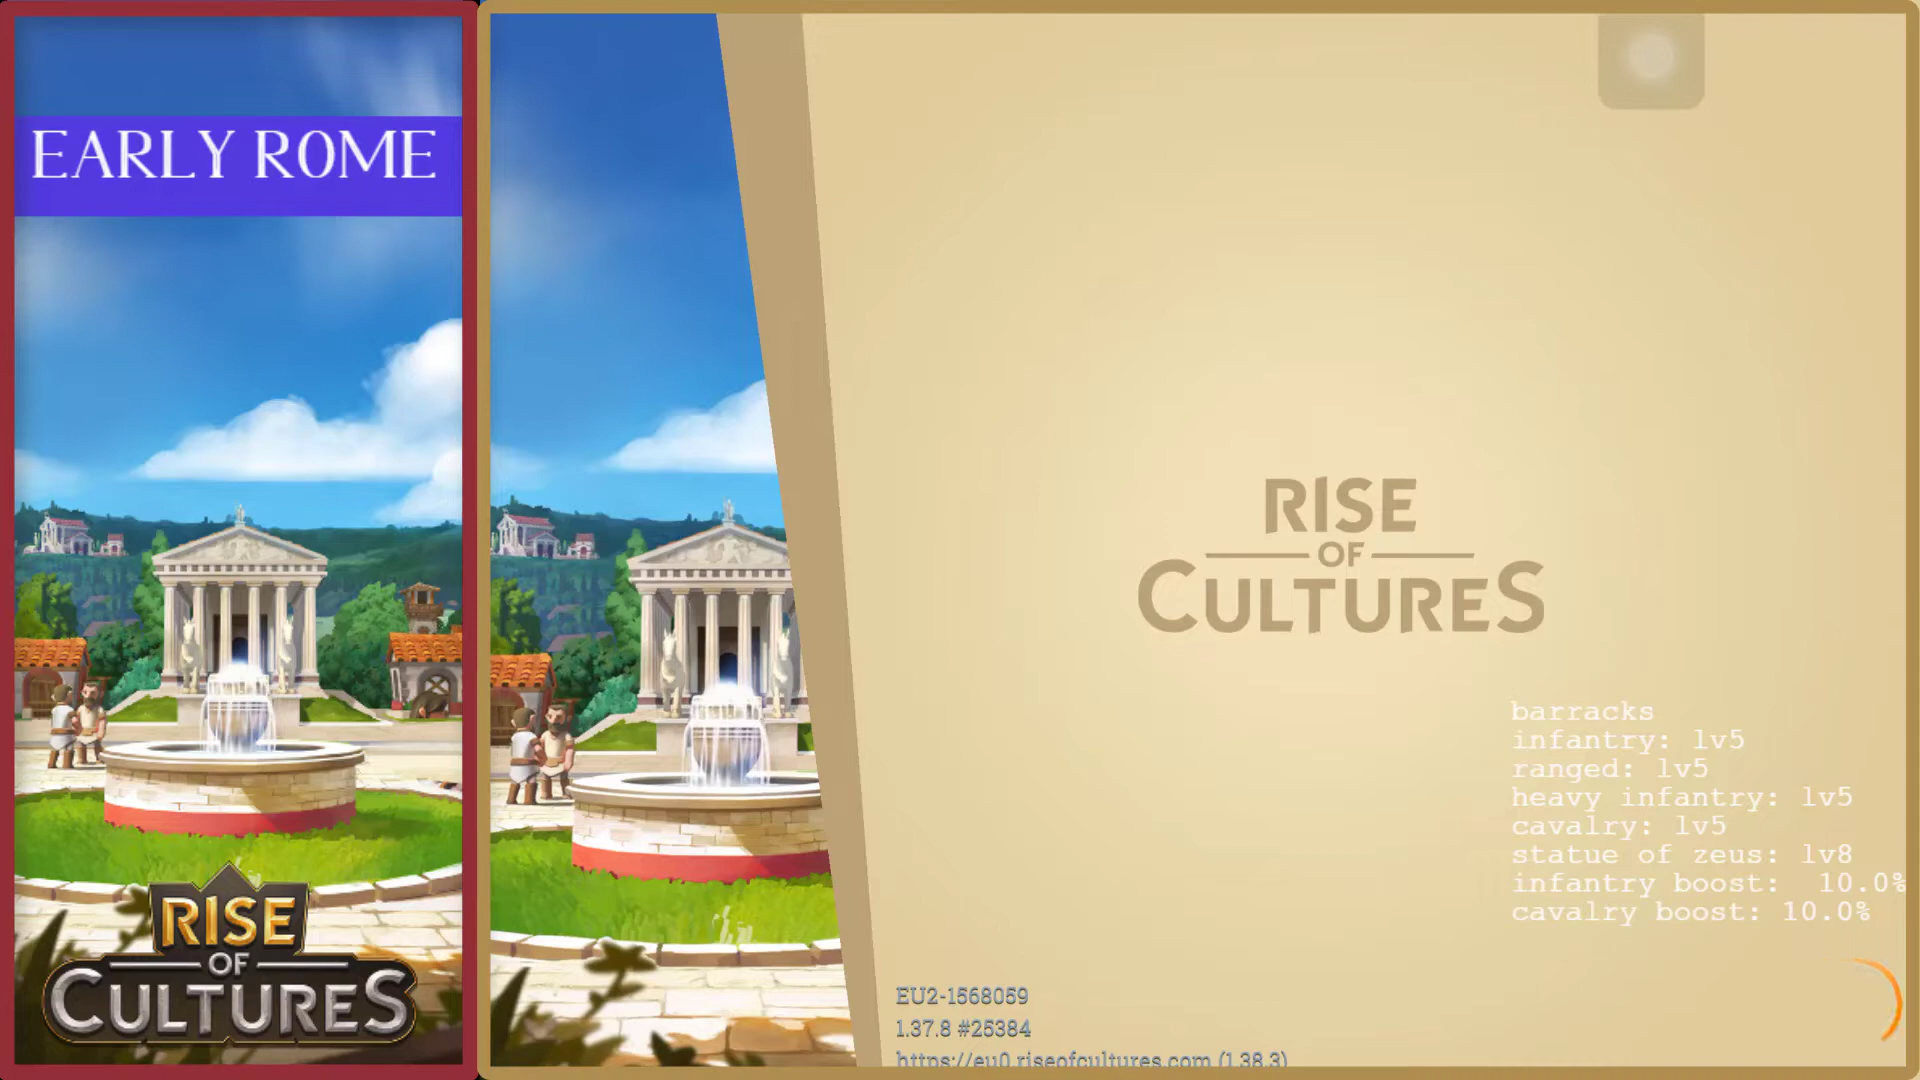 EARLY ROME
RISE
OF
CULTURES
RISE
OF
CULTURES
barracks
infantry: lv5
ranged: lv5
heavy infantry: lv5
cavalry: lv5
statue of zeus: lv8
infantry boost:  10.0%
cavalry boost: 10.0%
EU2-1568059
1.37.8 #25384
https://eu0.riseofcultures.com (1.38.3)